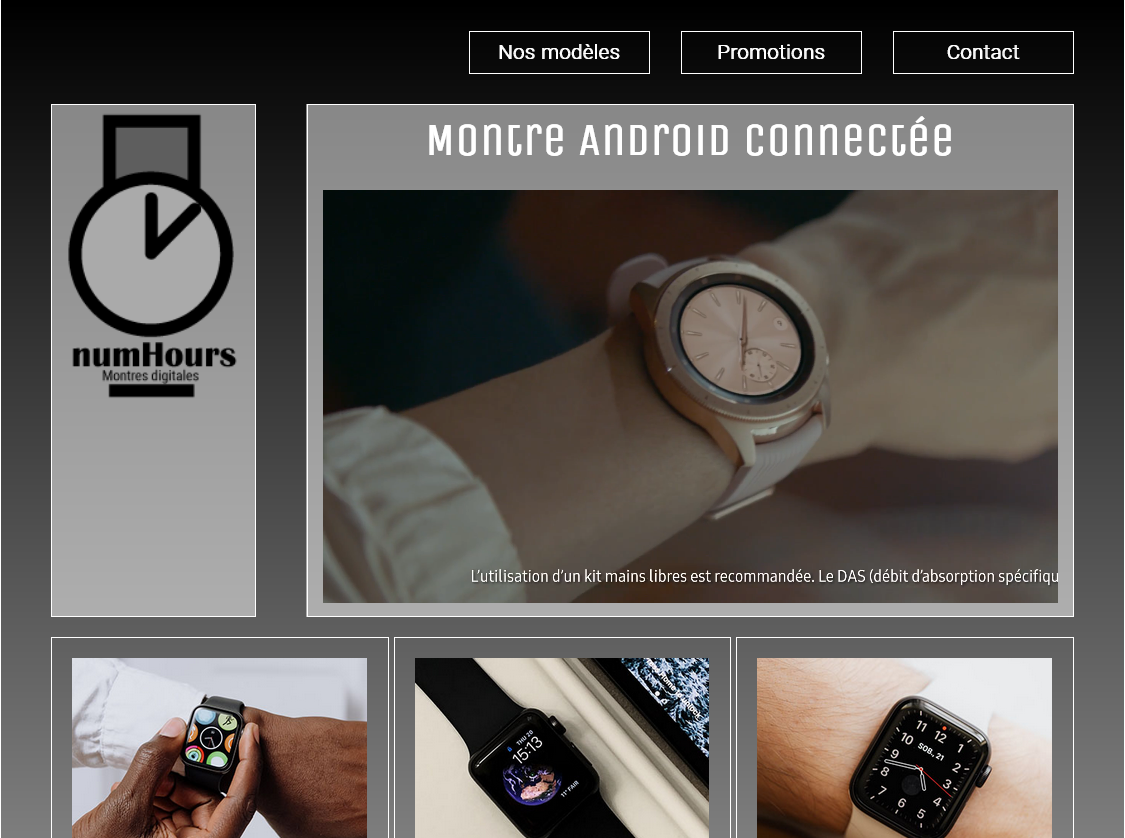 Nos modèles
Promotions
Contact
Montre Android connectée
numHours
Montres digitales
L'utilisation d'un kit mains libres est recommandée. Le DAS (débit d'absorption spécifiqu
THU 28
15:13
11° FAIR
11 12 1
10 SOB. 21 2
9 3
8 4
7 6 5